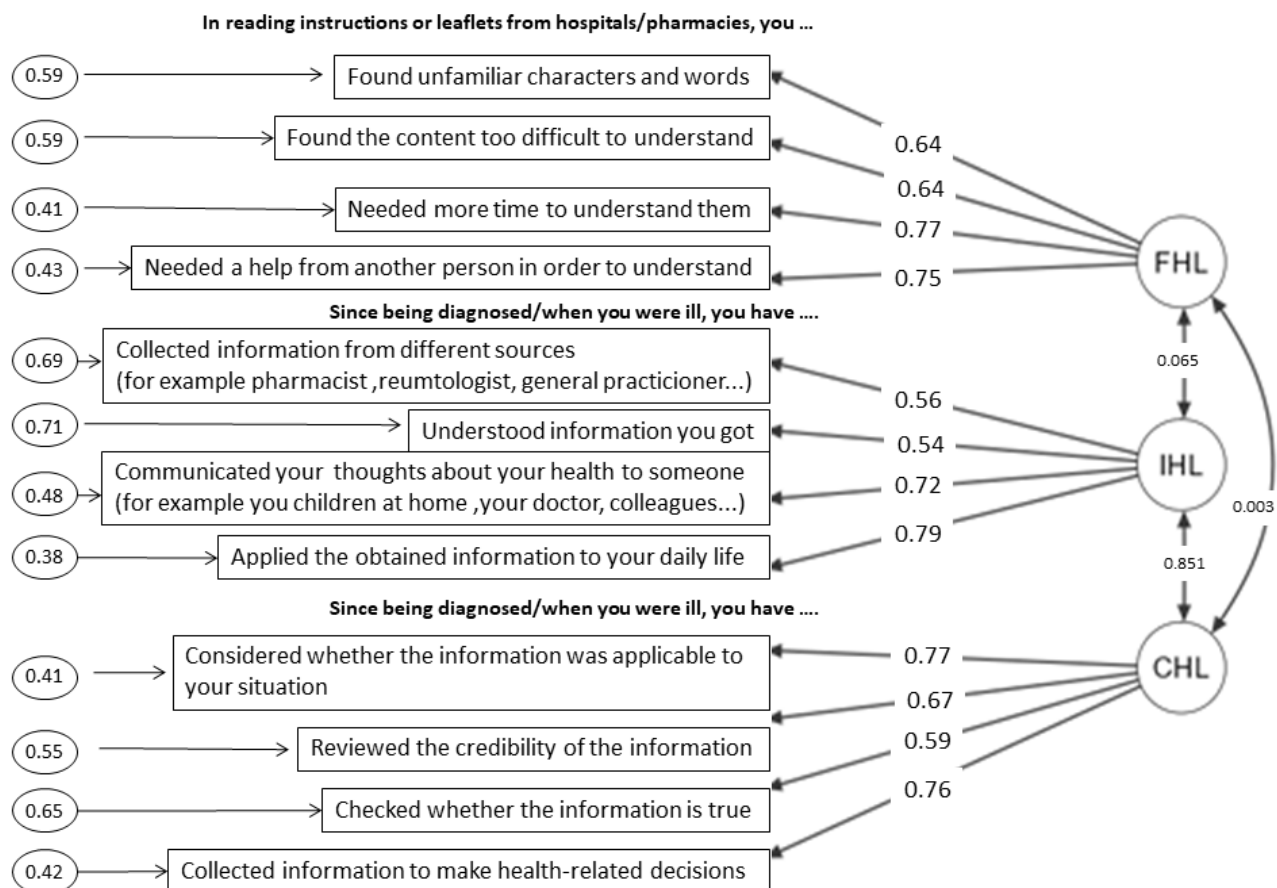 In reading instructions or leaflets from hospitals/pharmacies, you ...
0.59
Found unfamiliar characters and words
0.64
0.59
Found the content too difficult to understand
0.64
0.41
Needed more time to understand them
0.77
0.43
Needed a help from another person in order to understand
0.75
FHL
Since being diagnosed/when you were ill, you have ....
0.69
Collected information from different sources
(for example pharmacist ,reumtologist, general practicioner...)
0.56
0.065
0.71
Understood information you got
0.54
0.48
Communicated your thoughts about your health to someone
(for example you children at home ,your doctor, colleagues...)
0.72
IHL
0.003
0.38
Applied the obtained information to your daily life
0.79
0.851
Since being diagnosed/when you were ill, you have ....
0.41
Considered whether the information was applicable to
your situation
0.77
CHL
0.67
0.55
Reviewed the credibility of the information
0.59
0.65
Checked whether the information is true
0.76
0.42
Collected information to make health-related decisions